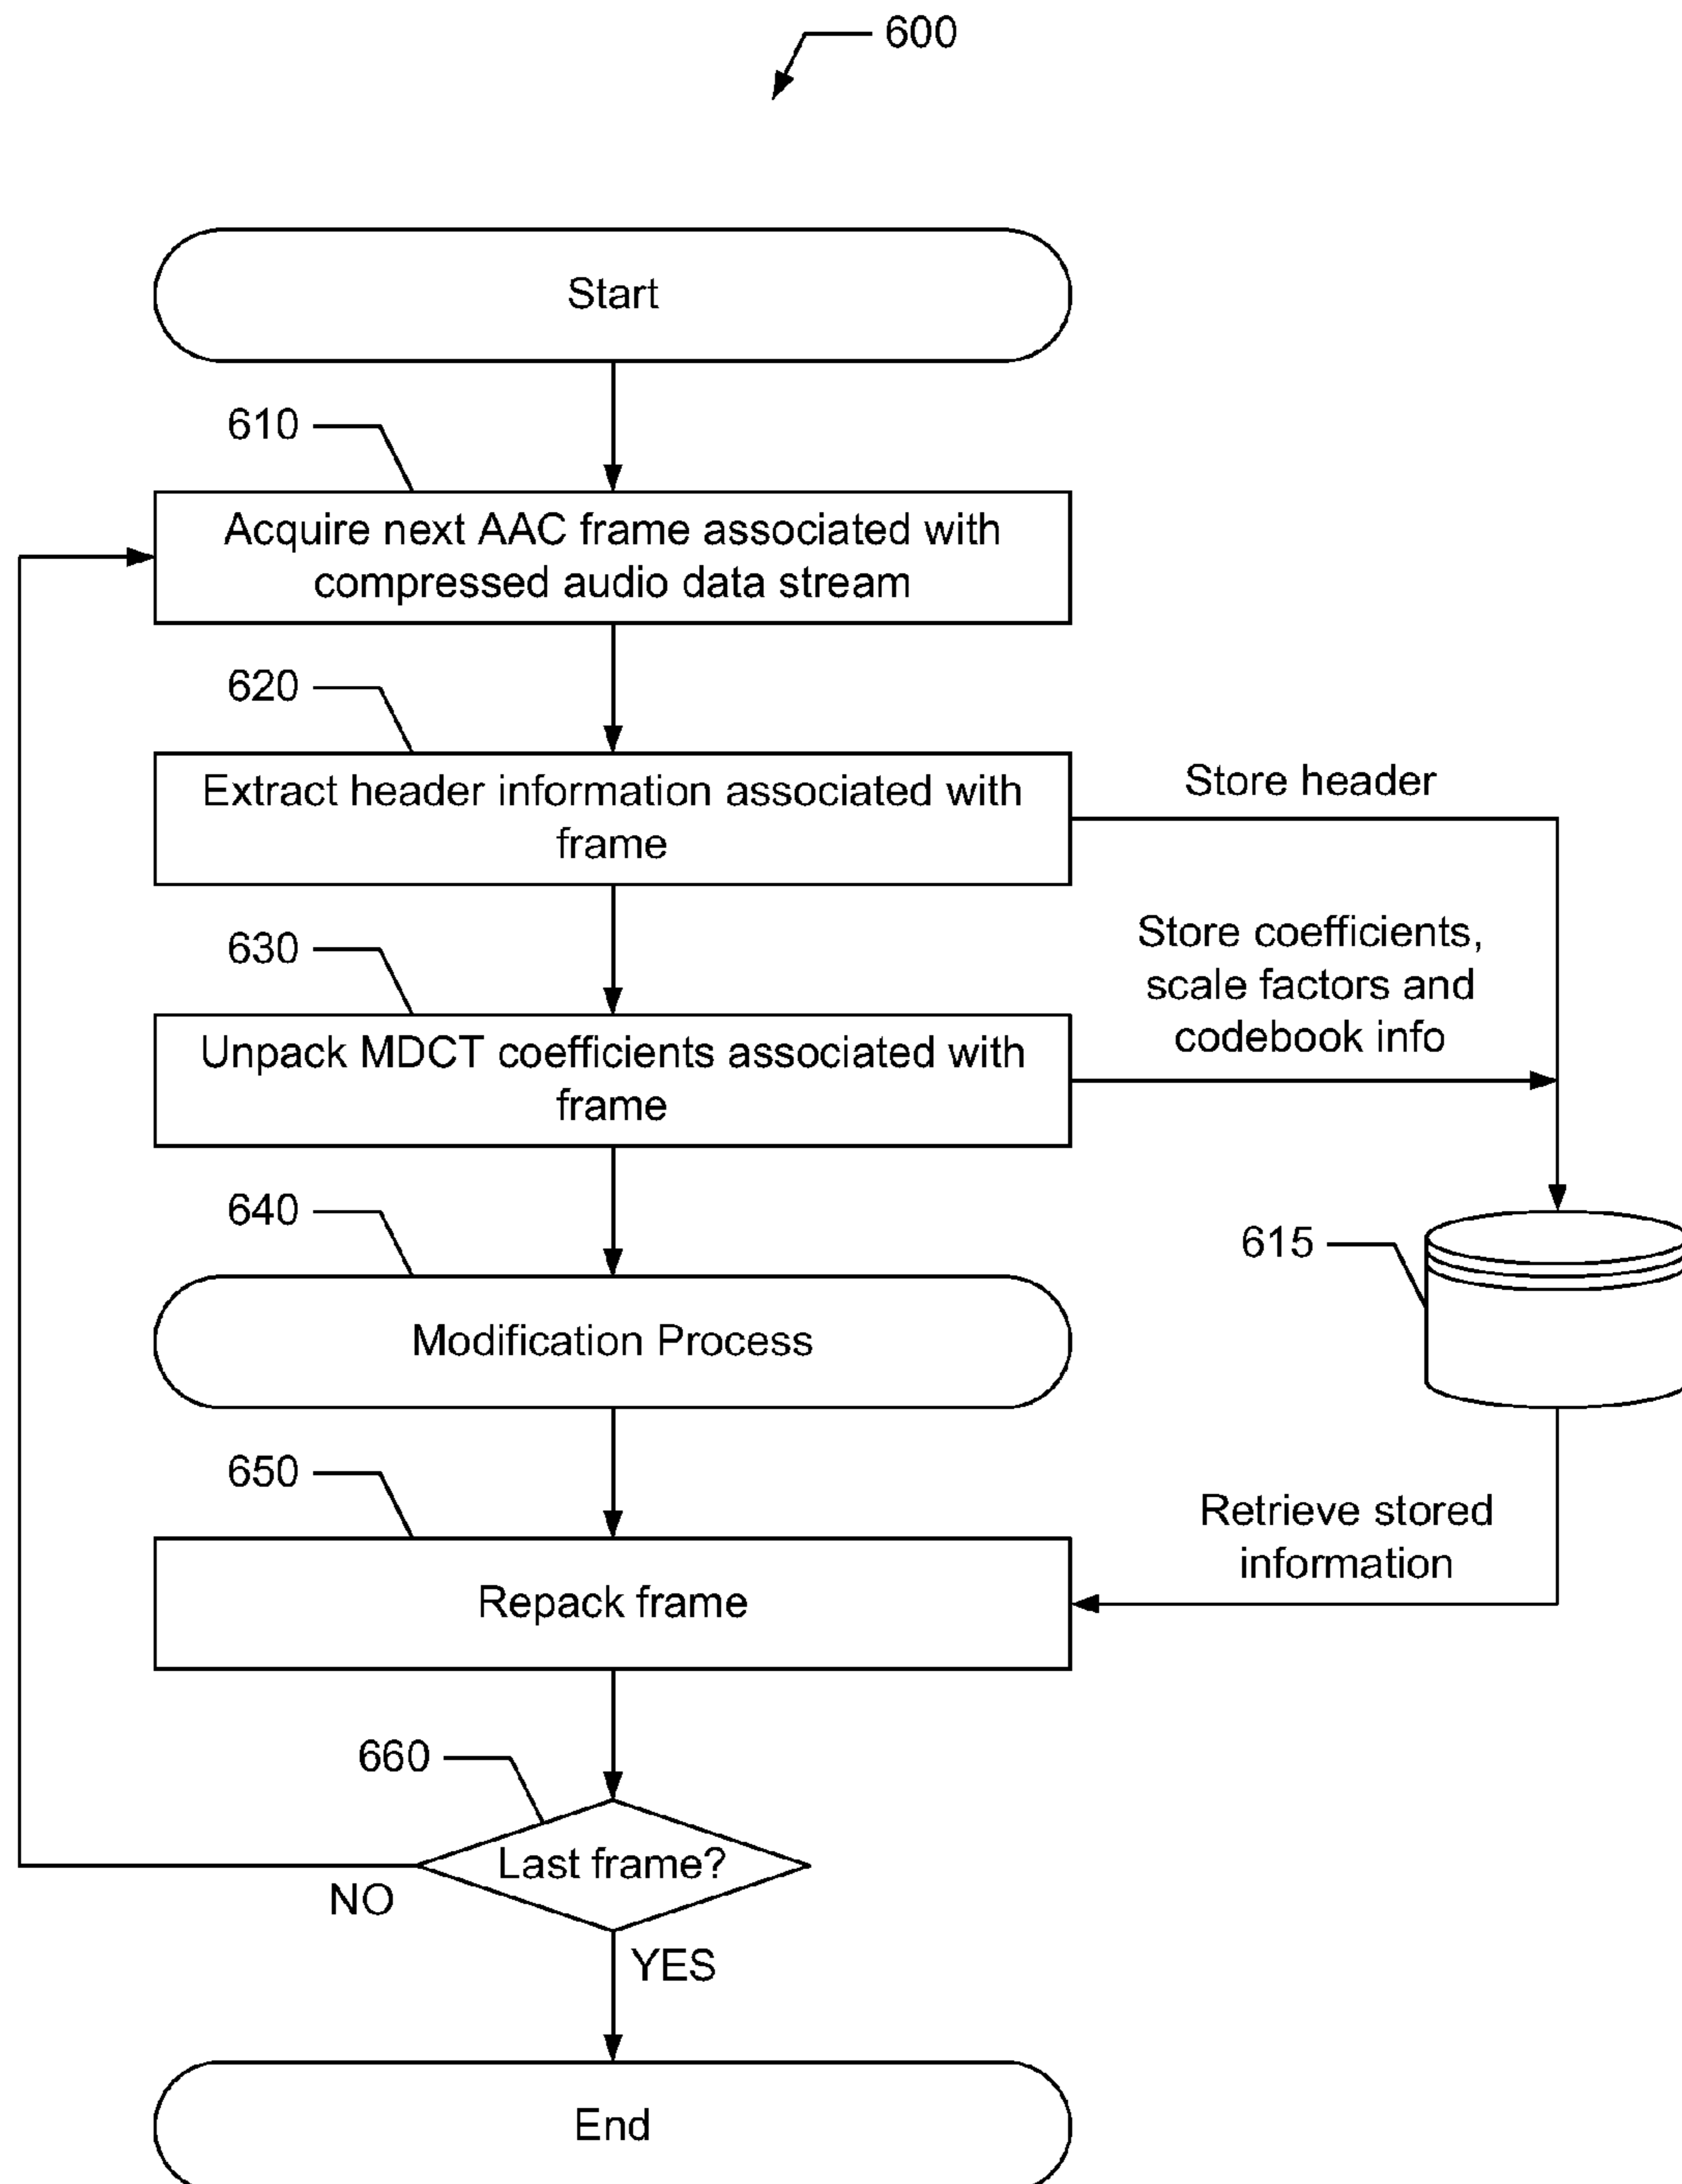 600
Start
610
Acquire next AAC frame associated with
compressed audio data stream
620
Extract header information associated with
frame
Store header
630
Store coefficients,
scale factors and
codebook info
Unpack MDCT coefficients associated with
frame
640
615
Modification Process
650
Retrieve stored
information
Repack frame
660
Last frame?
NO
YES
End